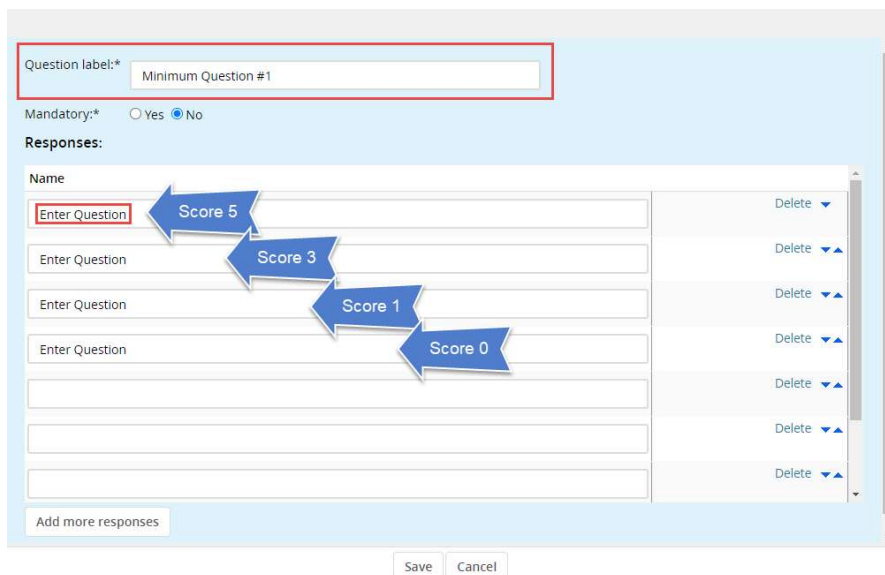 Question label:*
Minimum Question #1
Mandatory:* Yes No
Responses:
Name
Enter Question Score 5 Delete
Enter Question Score 3 Delete
Enter Question Score 1 Delete
Enter Question Score 0 Delete
Delete
Delete
Delete
Add more responses
Save Cancel